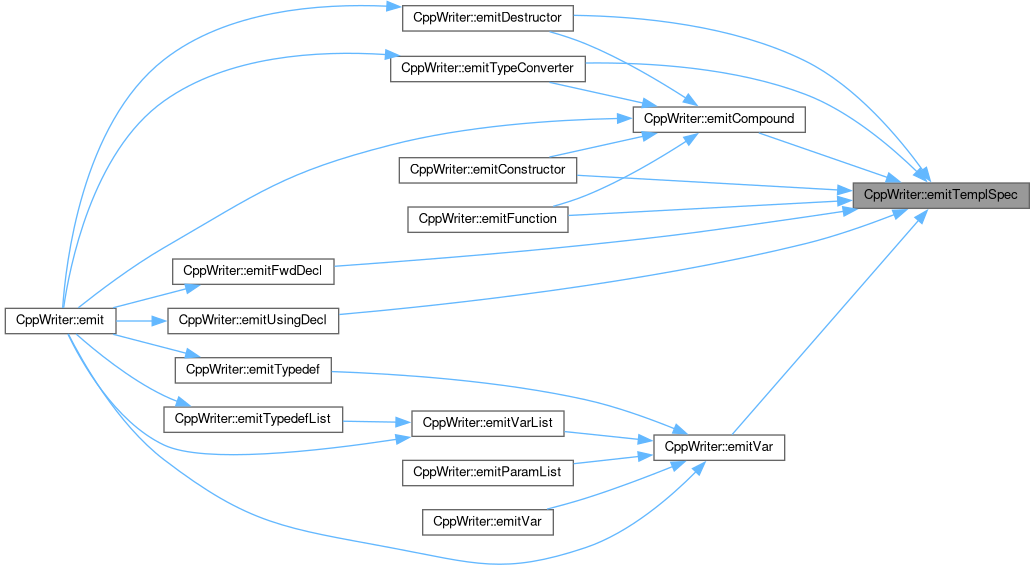 CppWriter::emitDestructor
CppWriter::emitTypeConverter
CppWriter::emitCompound
CppWriter::emitConstructor
CppWriter::emitTemplSpec
CppWriter::emitFunction
CppWriter::emitFwdDecl
CppWriter::emit
CppWriter::emitUsingDecl
CppWriter::emitTypedef
CppWriter::emitTypedefList
CppWriter::emitVarList
CppWriter::emitVar
CppWriter::emitParamList
CppWriter::emitVar